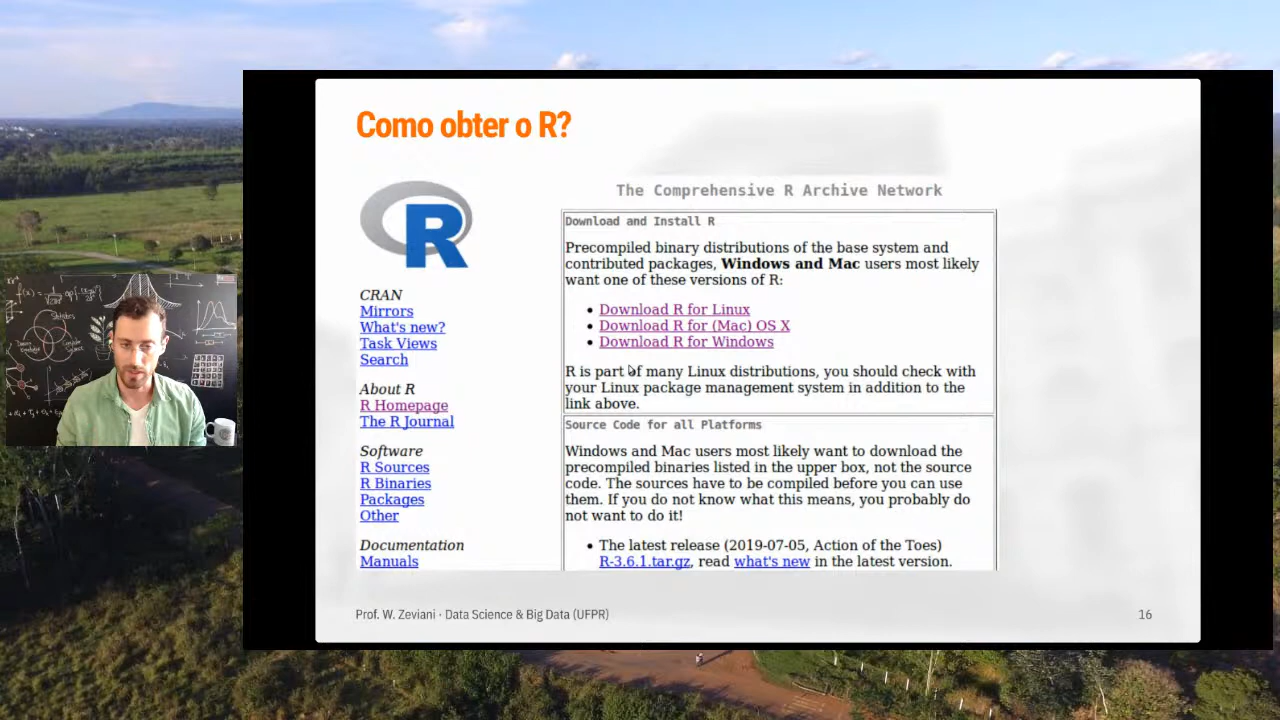 Como obter o R?
R
CRAN
Mirrors
What's new?
Task Views
Search
About R
R Homepage
The R Journal
Software
R Sources
R Binaries
Packages
Other
Documentation
Manuals
The Comprehensive R Archive Network
Download and Install R
Precompiled binary distributions of the base system and
contributed packages, Windows and Mac users most likely
want one of these versions of R:
• Download R for Linux
• Download R for (Mac) OS X
• Download R for Windows
R is part of many Linux distributions, you should check with
your Linux package management system in addition to the
link above.
Source Code for all Platforms
Windows and Mac users most likely want to download the
precompiled binaries listed in the upper box, not the source
code. The sources have to be compiled before you can use
them. If you do not know what this means, you probably do
not want to do it!
• The latest release (2019-07-05, Action of the Toes)
R-3.6.1.tar.gz, read what's new in the latest version.
Prof. W. Zeviani · Data Science & Big Data (UFPR)
16
Statistics